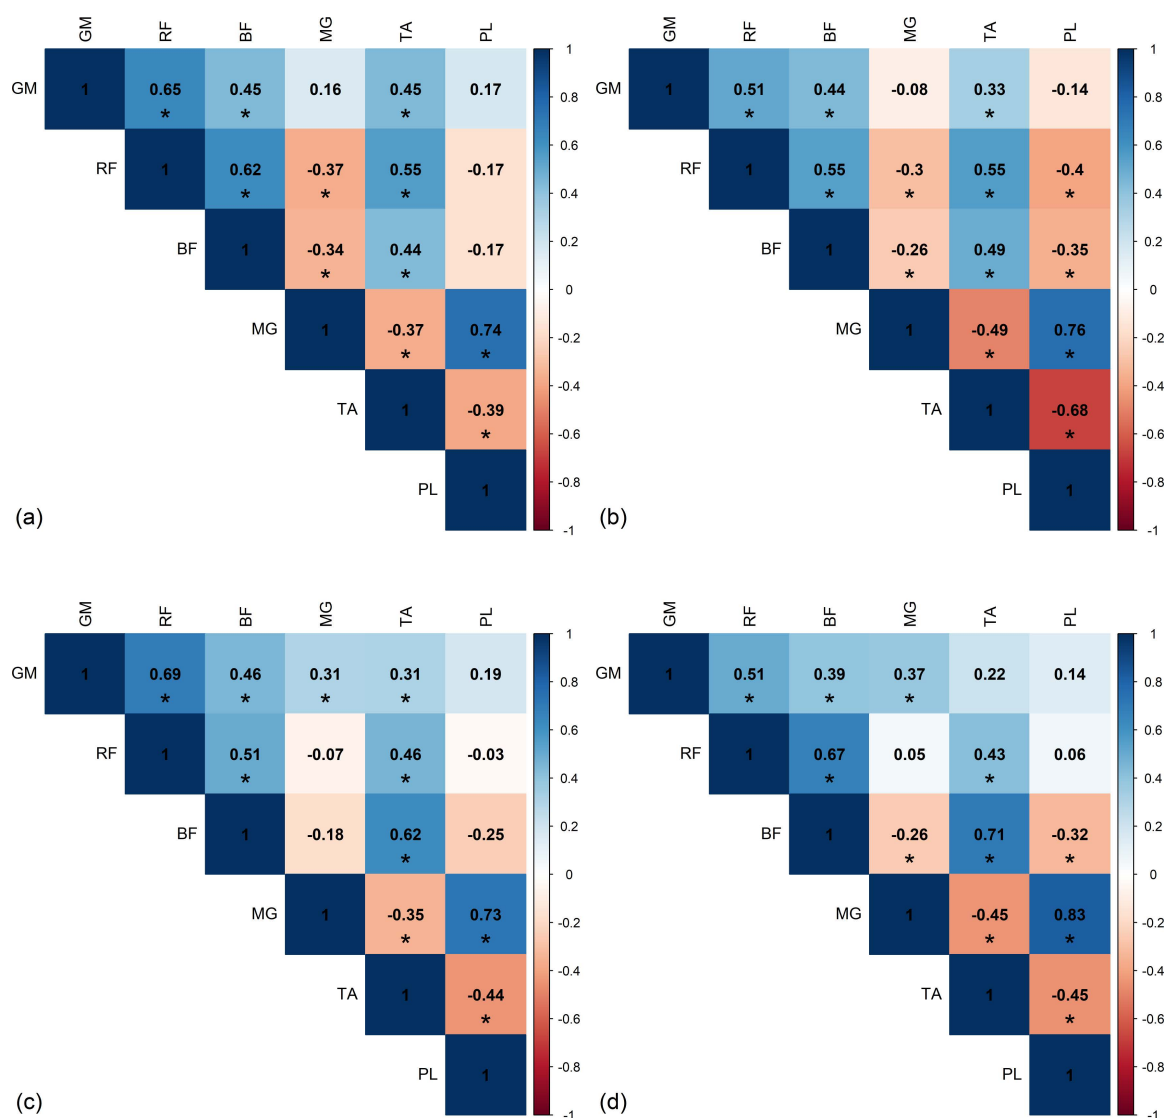 GM RF BF MG TA PL
GM 1 0.65 0.45 0.16 0.45 0.17
* * *
RF 1 0.62 -0.37 0.55 -0.17
* * *
BF 1 -0.34 0.44 -0.17
* *
MG 1 -0.37 0.74
* *
TA 1 -0.39
*
PL 1
1
0.8
0.6
0.4
0.2
0
-0.2
-0.4
-0.6
-0.8
-1
(a)
GM RF BF MG TA PL
GM 1 0.51 0.44 -0.08 0.33 -0.14
* * *
RF 1 0.55 -0.3 0.55 -0.4
* * * *
BF 1 -0.26 0.49 -0.35
* * *
MG 1 -0.49 0.76
* *
TA 1 -0.68
*
PL 1
1
0.8
0.6
0.4
0.2
0
-0.2
-0.4
-0.6
-0.8
-1
(b)
GM RF BF MG TA PL
GM 1 0.69 0.46 0.31 0.31 0.19
* * * *
RF 1 0.51 -0.07 0.46 -0.03
* *
BF 1 -0.18 0.62 -0.25
*
MG 1 -0.35 0.73
* *
TA 1 -0.44
*
PL 1
1
0.8
0.6
0.4
0.2
0
-0.2
-0.4
-0.6
-0.8
-1
(c)
GM RF BF MG TA PL
GM 1 0.51 0.39 0.37 0.22 0.14
* * *
RF 1 0.67 0.05 0.43 0.06
* *
BF 1 -0.26 0.71 -0.32
* * *
MG 1 -0.45 0.83
* *
TA 1 -0.45
*
PL 1
1
0.8
0.6
0.4
0.2
0
-0.2
-0.4
-0.6
-0.8
-1
(d)